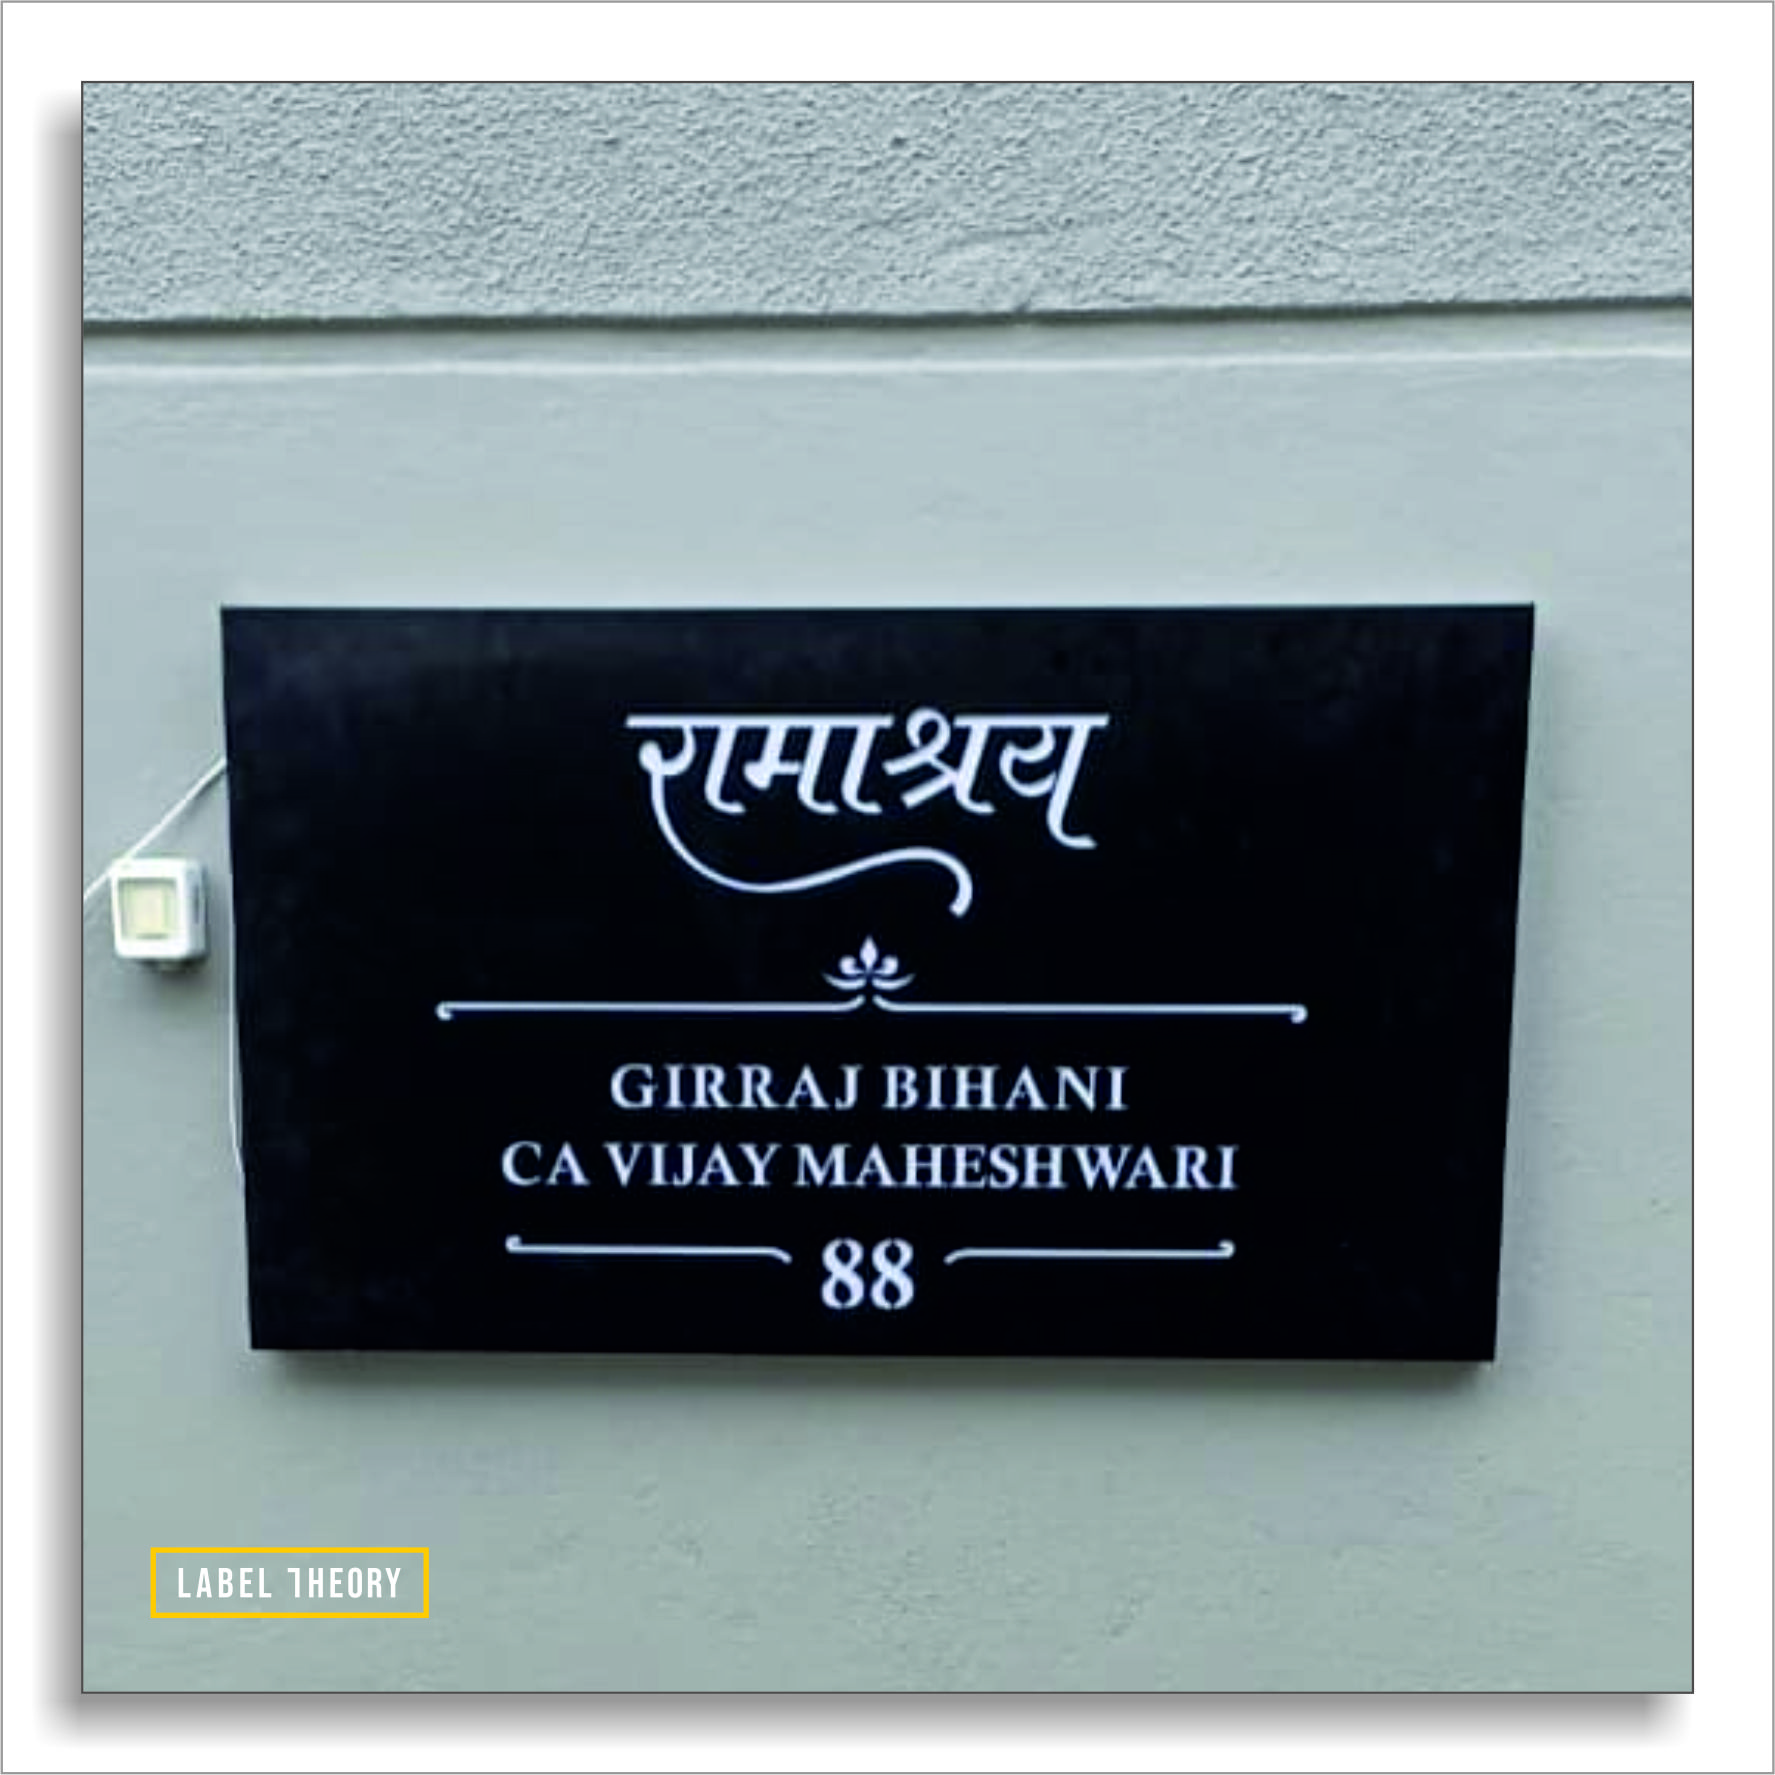 रामाश्रय
GIRRAJ BIHANI
CA VIJAY MAHESHWARI
88
LABEL THEORY